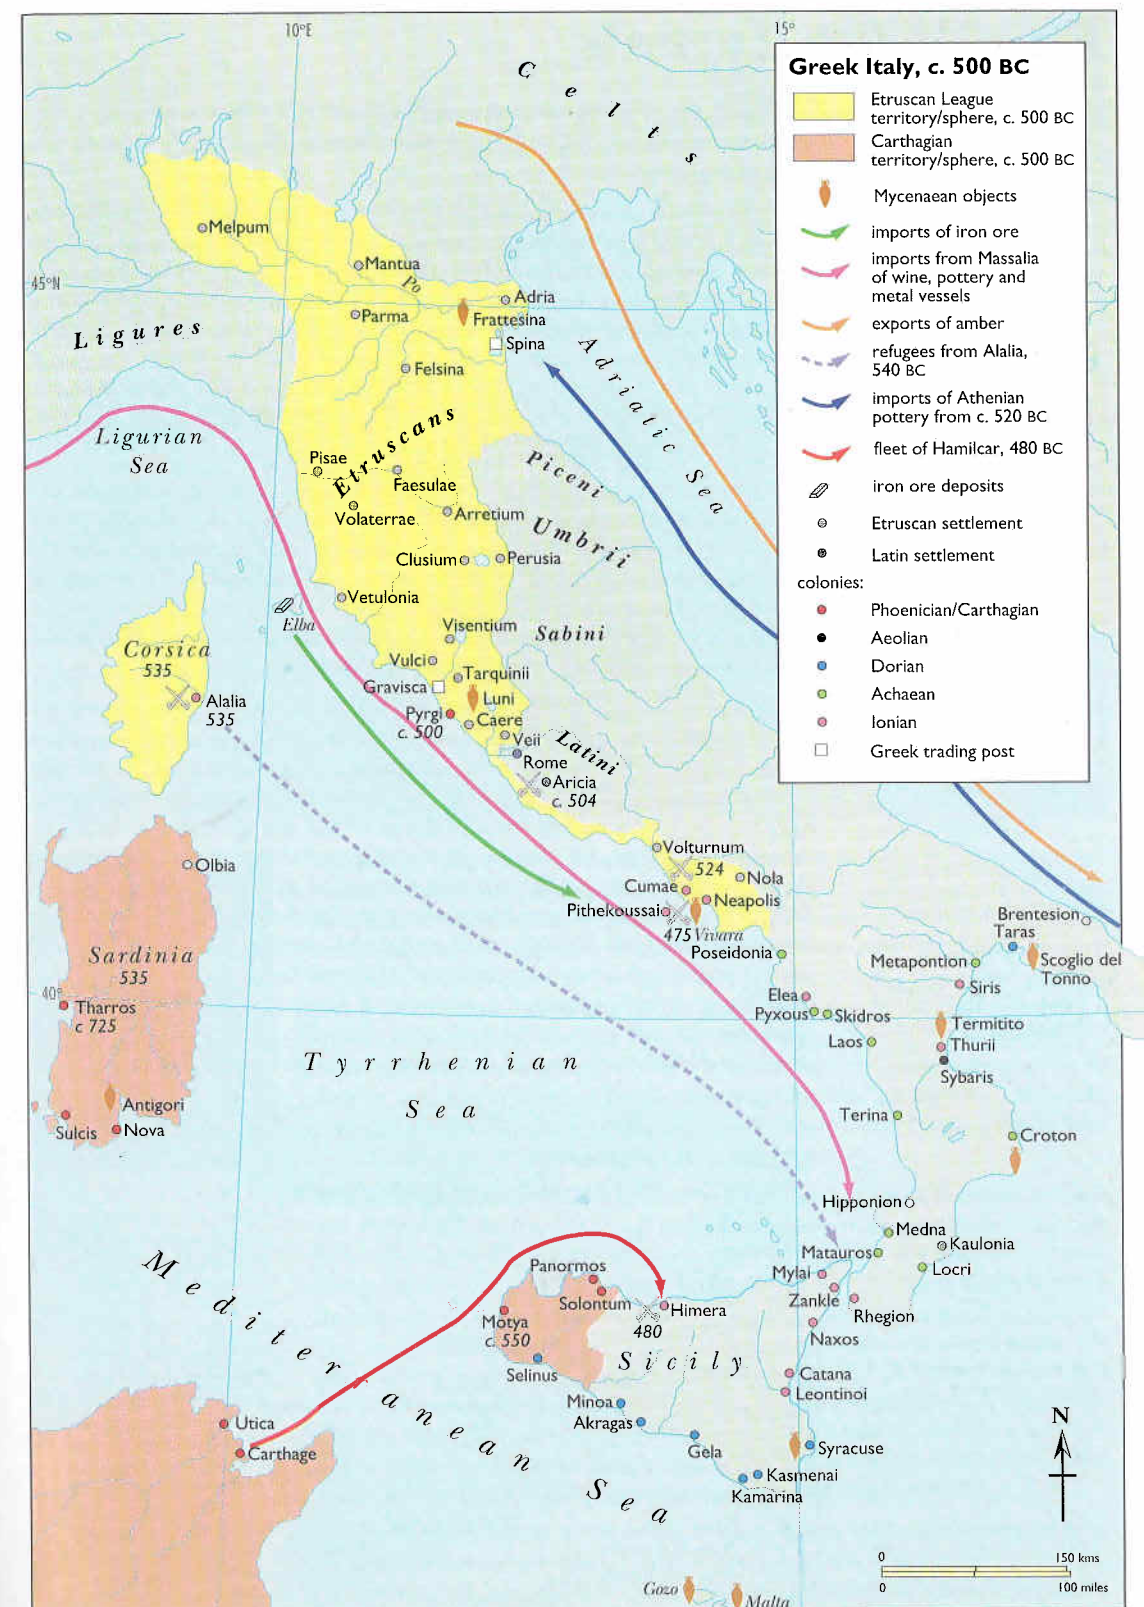 10°E
15°
Celts
Greek Italy, c. 500 BC
Etruscan League
territory/sphere, c. 500 BC
Carthagian
territory/sphere, c. 500 BC
Mycenaean objects
imports of iron ore
imports from Massalia
of wine, pottery and
metal vessels
exports of amber
refugees from Alalia,
540 BC
imports of Athenian
pottery from c. 520 BC
fleet of Hamilcar, 480 BC
iron ore deposits
Etruscan settlement
Latin settlement
colonies:
Phoenician/Carthagian
Aeolian
Dorian
Achaean
Ionian
Greek trading post
Melpum
Mantua
45°N
Po
Adria
Parma
Frattesina
Ligures
Spina
Adriatic Sea
Felsina
Ligurian
Sea
Etruscans
Pisae
Faesulae
Piceni
Volaterrae
Arretium
Umbrii
Clusium
Perusia
Vetulonia
Elba
Visentium
Sabini
Corsica
535
Vulci
Tarquinii
Gravisca
Luni
Alalia
535
Pyrgi
c. 500
Caere
Veii
Latini
Rome
Aricia
c. 504
Volturnum
524
Olbia
Nola
Cumae
Neapolis
Pithekoussai
475
Vivara
Brentesion
Taras
Poseidonia
Metapontion
Scoglio del
Tonno
Sardinia
535
Siris
40°
Elea
Tharros
c 725
Pyxous
Skidros
Termitito
Laos
Thurii
Tyrrhenian
Sea
Sybaris
Antigori
Terina
Sulcis
Nova
Croton
Hipponion
Medna
Kaulonia
Matauros
Locri
Mylai
Panormos
Solontum
Zankle
Himera
Rhegion
Motya
c. 550
480
Naxos
Mediterranean Sea
Sicily
Selinus
Catana
Leontinoi
Minoa
Akragas
Utica
N
Carthage
Gela
Syracuse
Kasmenai
Kamarina
0
150 kms
0
100 miles
Gozo
Malta